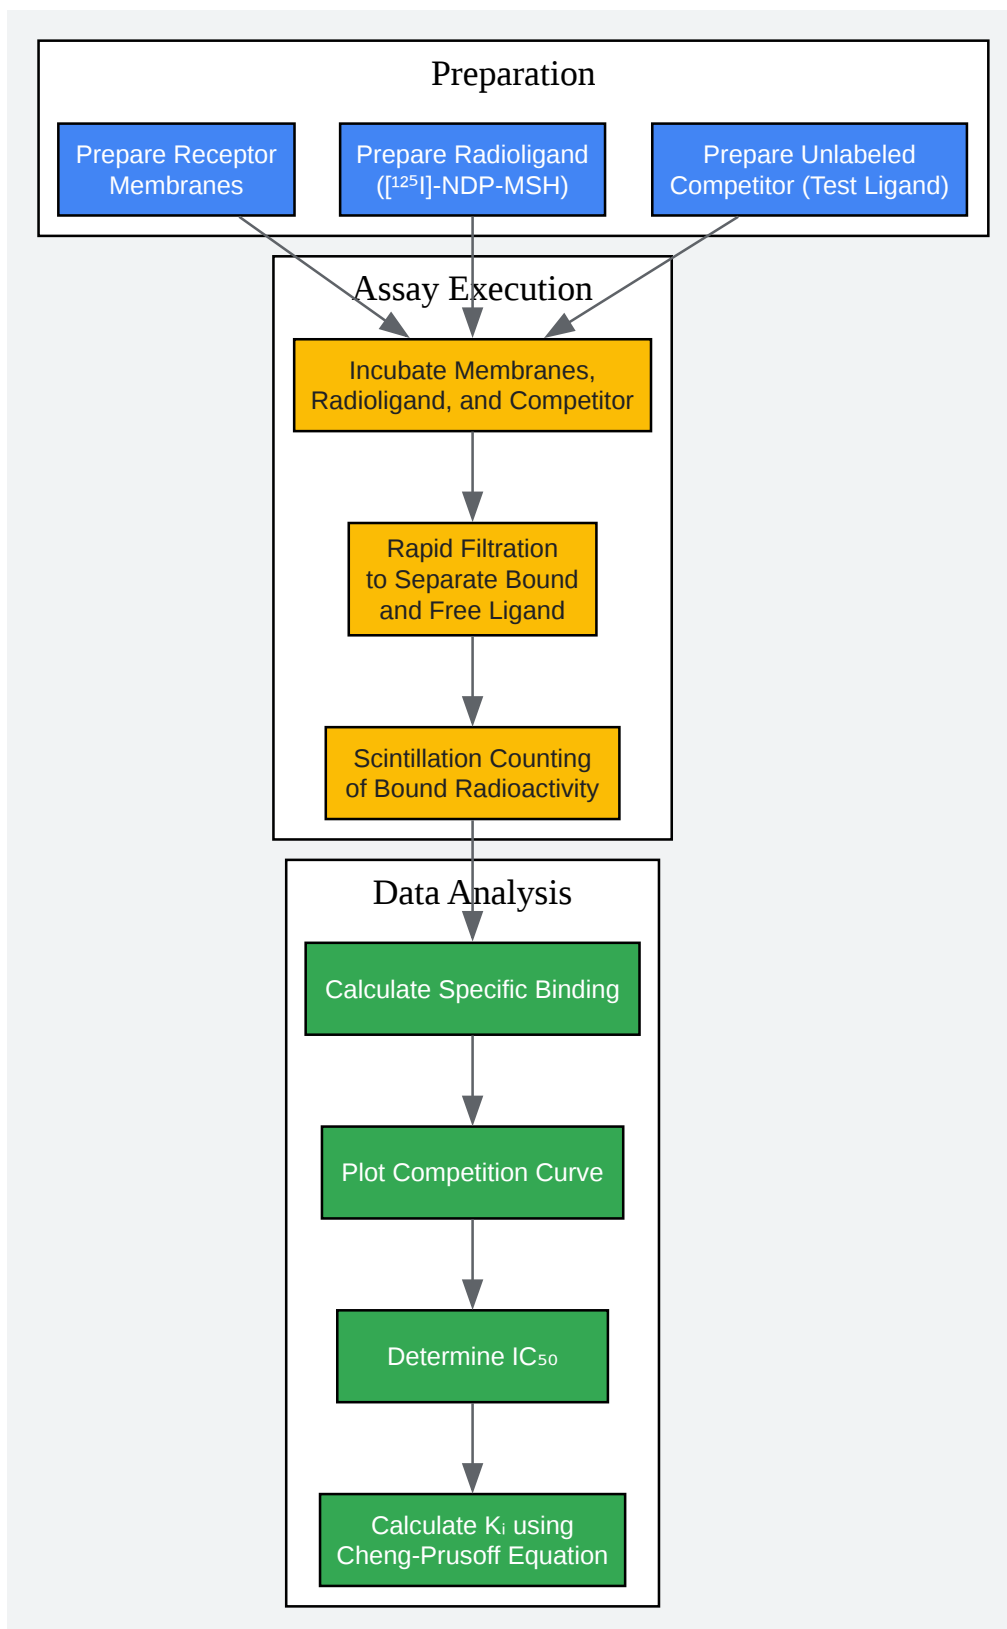 Preparation
Prepare Receptor
Membranes
Prepare Radioligand
([¹²⁵I]-NDP-MSH)
Prepare Unlabeled
Competitor (Test Ligand)
Assay Execution
Incubate Membranes,
Radioligand, and Competitor
Rapid Filtration
to Separate Bound
and Free Ligand
Scintillation Counting
of Bound Radioactivity
Data Analysis
Calculate Specific Binding
Plot Competition Curve
Determine IC₅₀
Calculate Kᵢ using
Cheng-Prusoff Equation